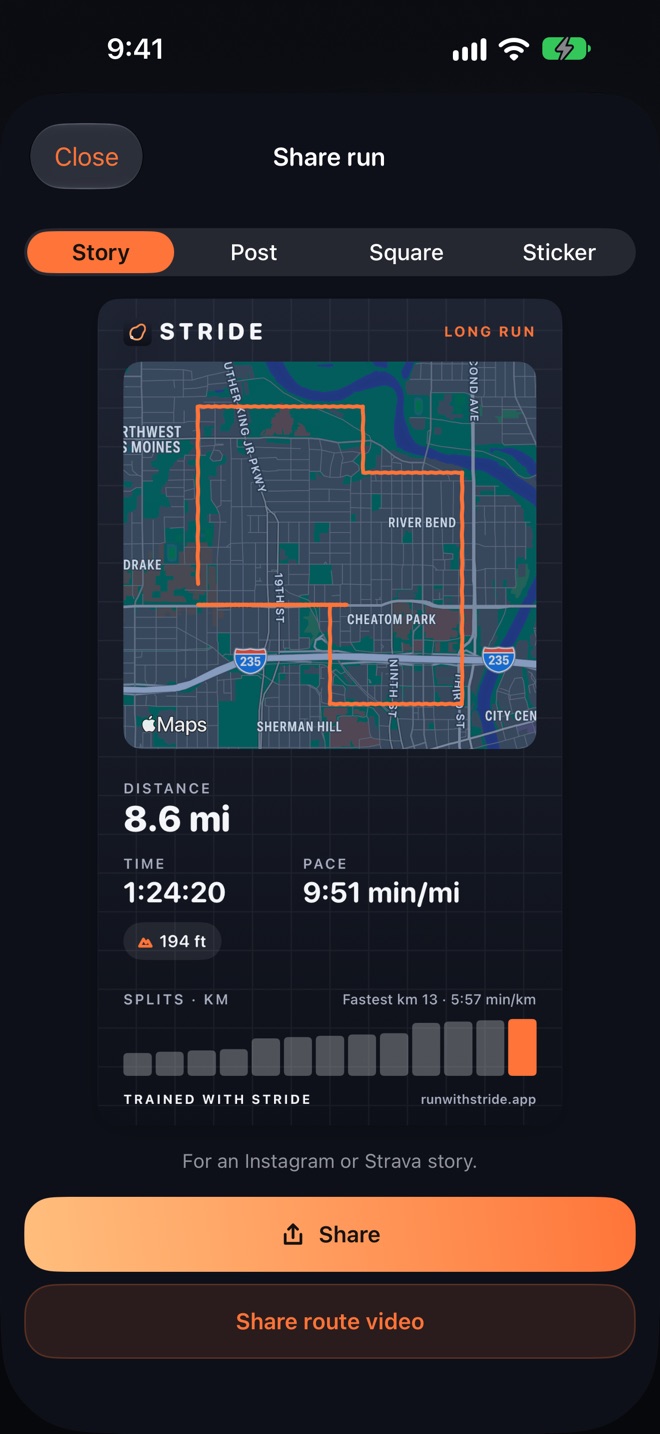 9:41
Close
Share run
Story
Post
Square
Sticker
STRIDE
LONG RUN
UTHER KING JR PKWY
COND AVE
RTHWEST
S MOINES
RIVER BEND
DRAKE
19TH ST
CHEATOM PARK
235
235
NINTH ST
THIRD ST
CITY CEN
Maps
SHERMAN HILL
DISTANCE
8.6 mi
TIME
PACE
1:24:20
9:51 min/mi
194 ft
SPLITS · KM
Fastest km 13 · 5:57 min/km
TRAINED WITH STRIDE
runwithstride.app
For an Instagram or Strava story.
Share
Share route video